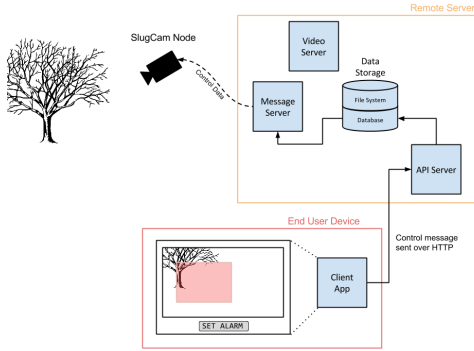 Remote Server
SlugCam Node
Video
Server
Data
Storage
Control Data
Message
Server
File System
Database
API Server
End User Device
Control message
sent over HTTP
Client
App
SET ALARM